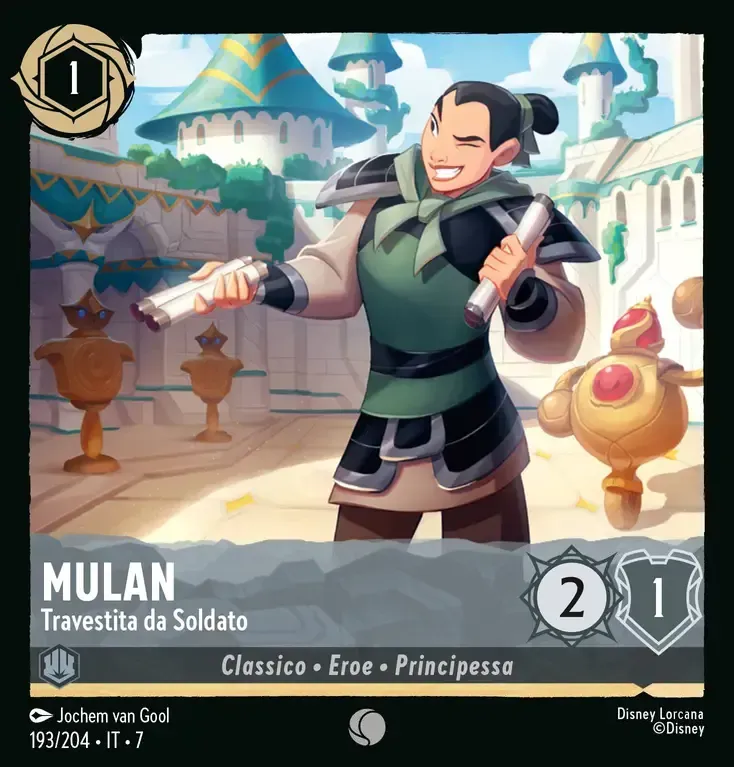 1
MULAN
Travestita da Soldato
2
1
Classico • Eroe • Principessa
Jochem van Gool
193/204 • IT • 7
Disney Lorcana
©Disney